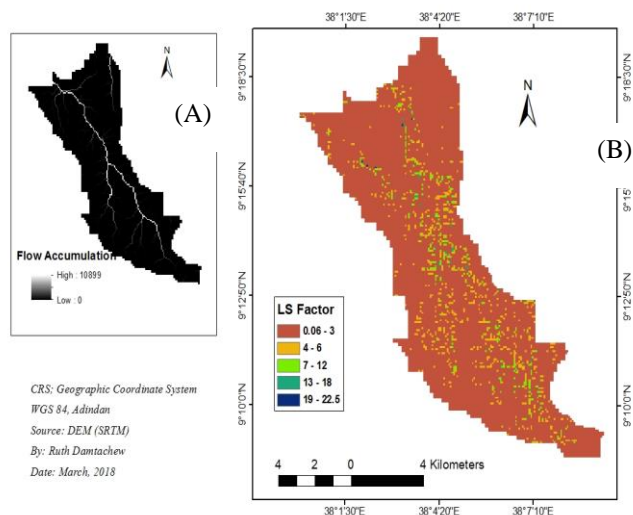 N
(A)
Flow Accumulation
High : 10899
Low : 0
CRS: Geographic Coordinate System
WGS 84, Adindan
Source: DEM (SRTM)
By: Ruth Damtachew
Date: March, 2018
38°1'30"E 38°4'20"E 38°7'10"E
9°18'30"N 9°18'30"N
N
(B)
9°15'40"N 9°15'
9°12'50"N 9°12'50"N
LS Factor
0.06 - 3
4 - 6
7 - 12
13 - 18
19 - 22.5
9°10'0"N 9°10'0"N
4 2 0 4 Kilometers
38°1'30"E 38°4'20"E 38°7'10"E